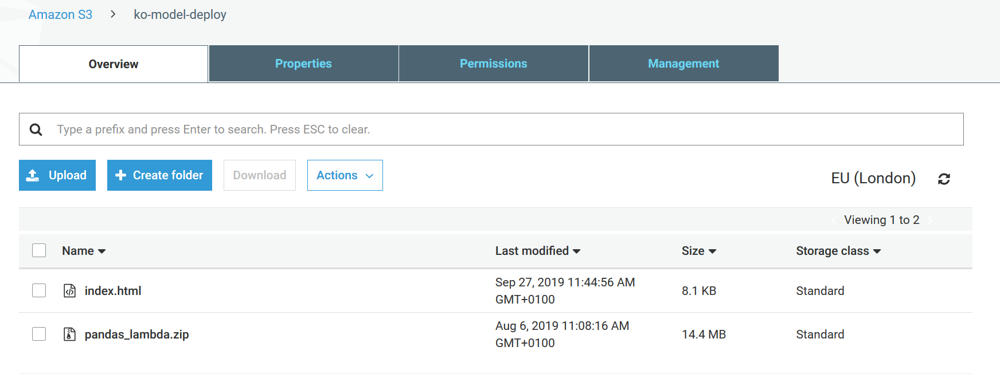 Amazon S3 > ko-model-deploy
Overview Properties Permissions Management
Type a prefix and press Enter to search. Press ESC to clear.
Upload Create folder Download Actions EU (London)
Viewing 1 to 2
Name Last modified Size Storage class
index.html Sep 27, 2019 11:44:56 AM GMT+0100 8.1 KB Standard
pandas_lambda.zip Aug 6, 2019 11:08:16 AM GMT+0100 14.4 MB Standard